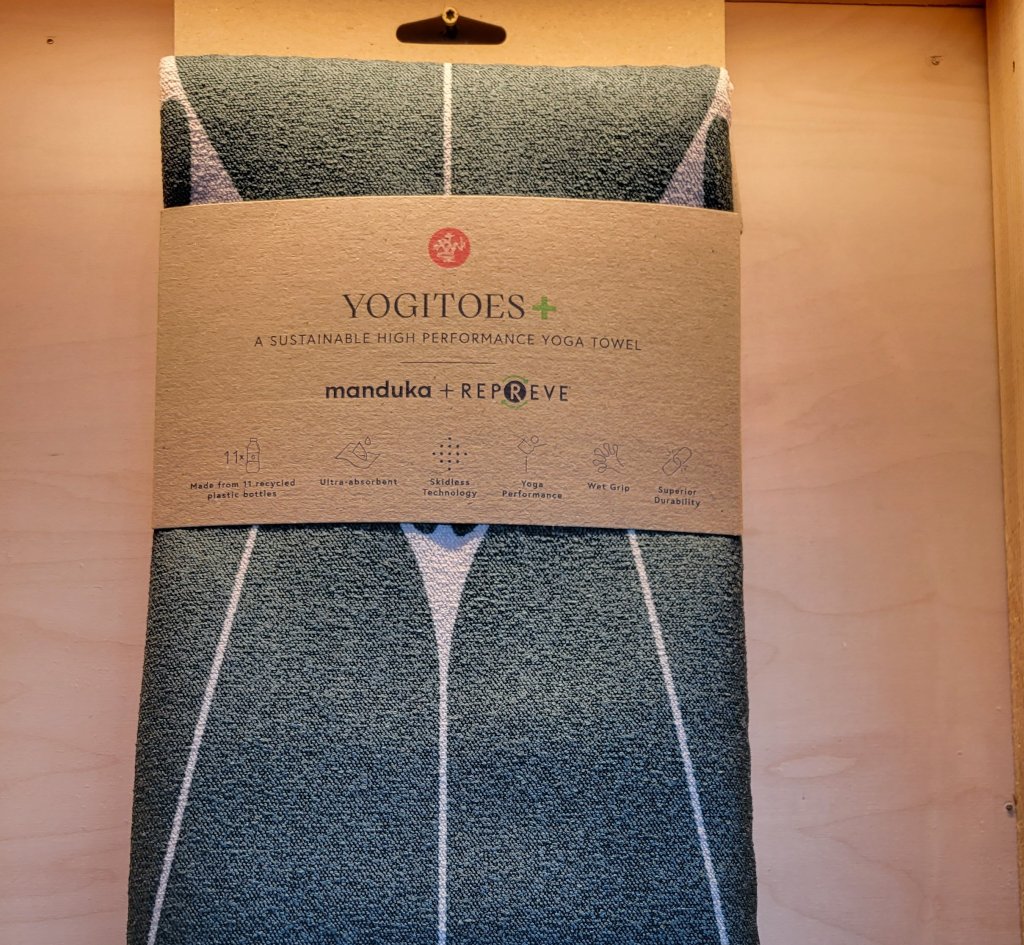 YOGITOES+
A SUSTAINABLE HIGH PERFORMANCE YOGA TOWEL
manduka + REPREVE
11x
Made from 11 recycled
plastic bottles
Ultra-absorbent
Skidless
Technology
Yoga
Performance
Wet Grip
Superior
Durability